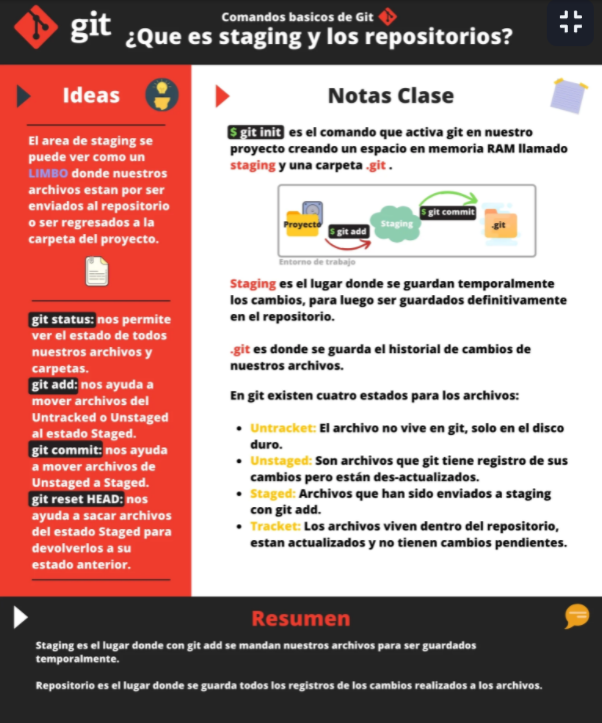 git
Comandos basicos de Git
¿Que es staging y los repositorios?
Ideas
El area de staging se
puede ver como un
LIMBO donde nuestros
archivos estan por ser
enviados al repositorio
o ser regresados a la
carpeta del proyecto.
git status: nos permite
ver el estado de todos
nuestros archivos y
carpetas.
git add: nos ayuda a
mover archivos del
Untracked o Unstaged
al estado Staged.
git commit: nos ayuda
a mover archivos de
Unstaged a Staged.
git reset HEAD: nos
ayuda a sacar archivos
del estado Staged para
devolverlos a su
estado anterior.
Notas Clase
$ git init es el comando que activa git en nuestro
proyecto creando un espacio en memoria RAM llamado
staging y una carpeta .git .
Proyecto
$ git add
Staging
$ git commit
.git
Entorno de trabajo
Staging es el lugar donde se guardan temporalmente
los cambios, para luego ser guardados definitivamente
en el repositorio.
.git es donde se guarda el historial de cambios de
nuestros archivos.
En git existen cuatro estados para los archivos:
• Untracket: El archivo no vive en git, solo en el disco
duro.
• Unstaged: Son archivos que git tiene registro de sus
cambios pero están des-actualizados.
• Staged: Archivos que han sido enviados a staging
con git add.
• Tracket: Los archivos viven dentro del repositorio,
estan actualizados y no tienen cambios pendientes.
Resumen
Staging es el lugar donde con git add se mandan nuestros archivos para ser guardados
temporalmente.
Repositorio es el lugar donde se guarda todos los registros de los cambios realizados a los archivos.